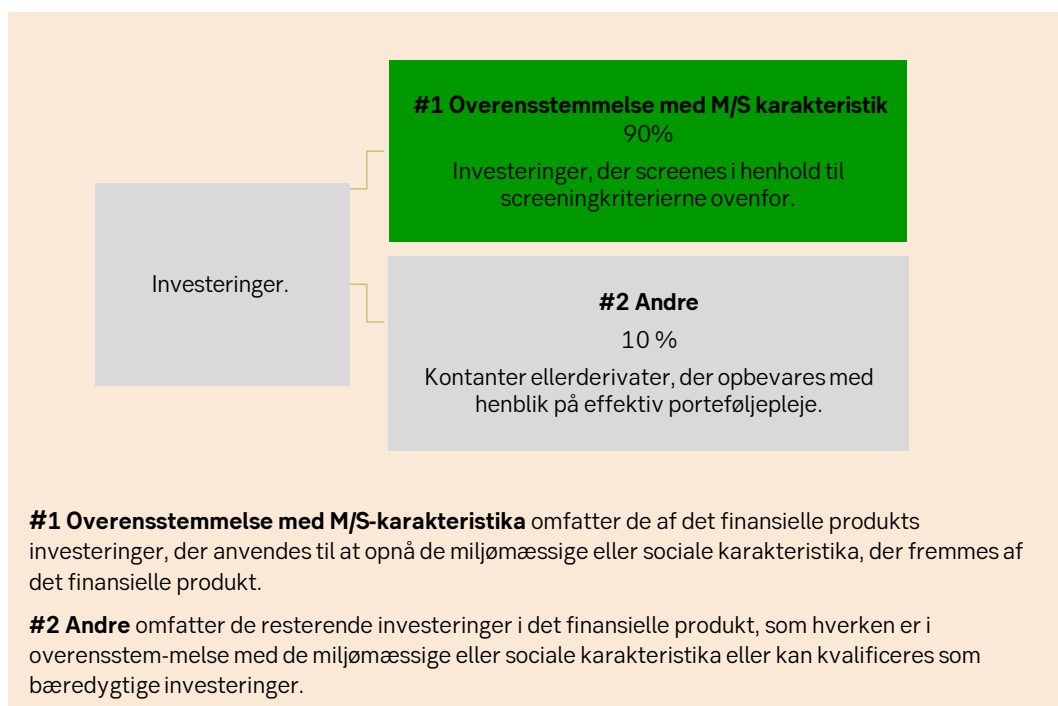 #1 Overensstemmelse med M/S karakteristik
90%
Investeringer, der screenes i henhold til
screeningkriterierne ovenfor.
Investeringer.
#2 Andre
10 %
Kontanter ellerderivater, der opbevares med
henblik på effektiv porteføljepleje.
#1 Overensstemmelse med M/S-karakteristika omfatter de af det finansielle produkts
investeringer, der anvendes til at opnå de miljømæssige eller sociale karakteristika, der fremmes af
det finansielle produkt.
#2 Andre omfatter de resterende investeringer i det finansielle produkt, som hverken er i
overensstem-melse med de miljømæssige eller sociale karakteristika eller kan kvalificeres som
bæredygtige investeringer.